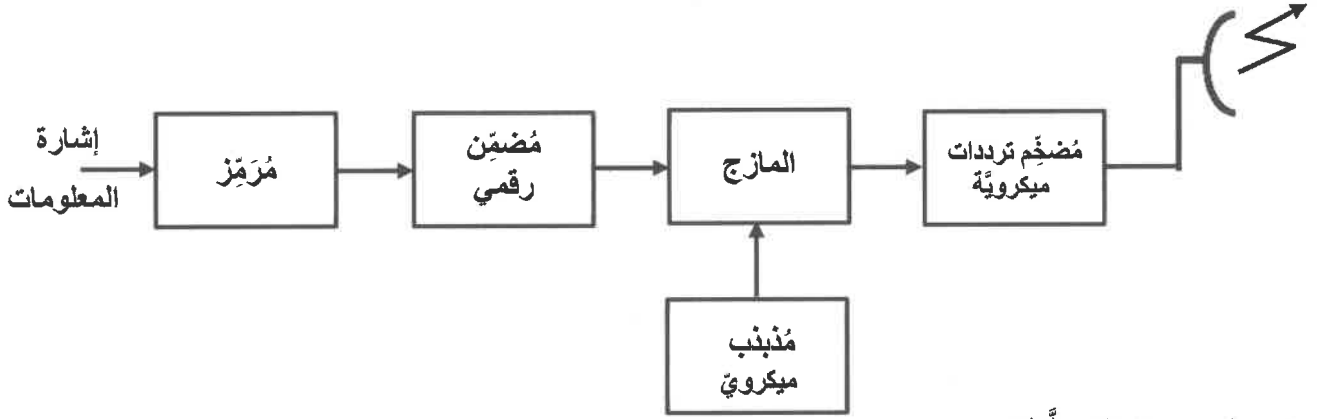 إشارة
المعلومات
مُرَمِّز
مُضمِّن
رقمي
المازج
مُضخِّم ترددات
ميكرويَّة
مُذبذب
ميكرويّ